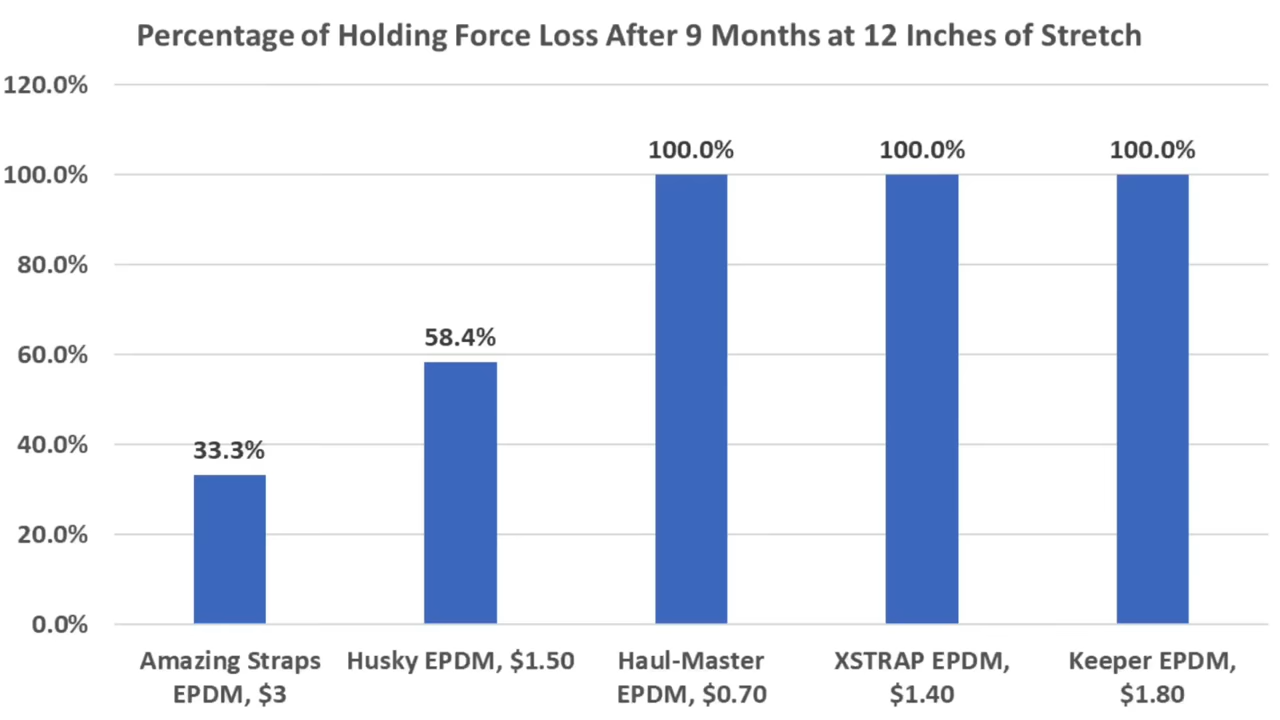 Percentage of Holding Force Loss After 9 Months at 12 Inches of Stretch
120.0%
100.0%
80.0%
60.0%
40.0%
20.0%
0.0%
33.3%
58.4%
100.0%
100.0%
100.0%
Amazing Straps
EPDM, $3
Husky EPDM, $1.50
Haul-Master
EPDM, $0.70
XSTRAP EPDM,
$1.40
Keeper EPDM,
$1.80